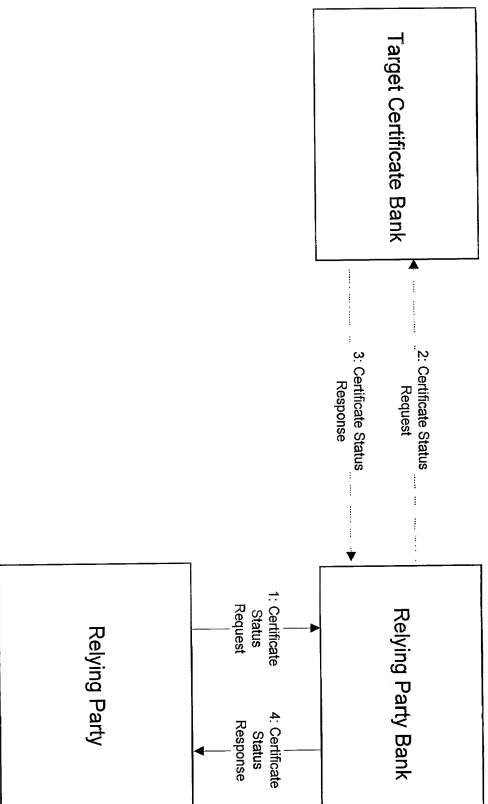 Target Certificate Bank
2: Certificate Status
Request
3: Certificate Status
Response
Relying Party Bank
1: Certificate
Status
Request
4: Certificate
Status
Response
Relying Party